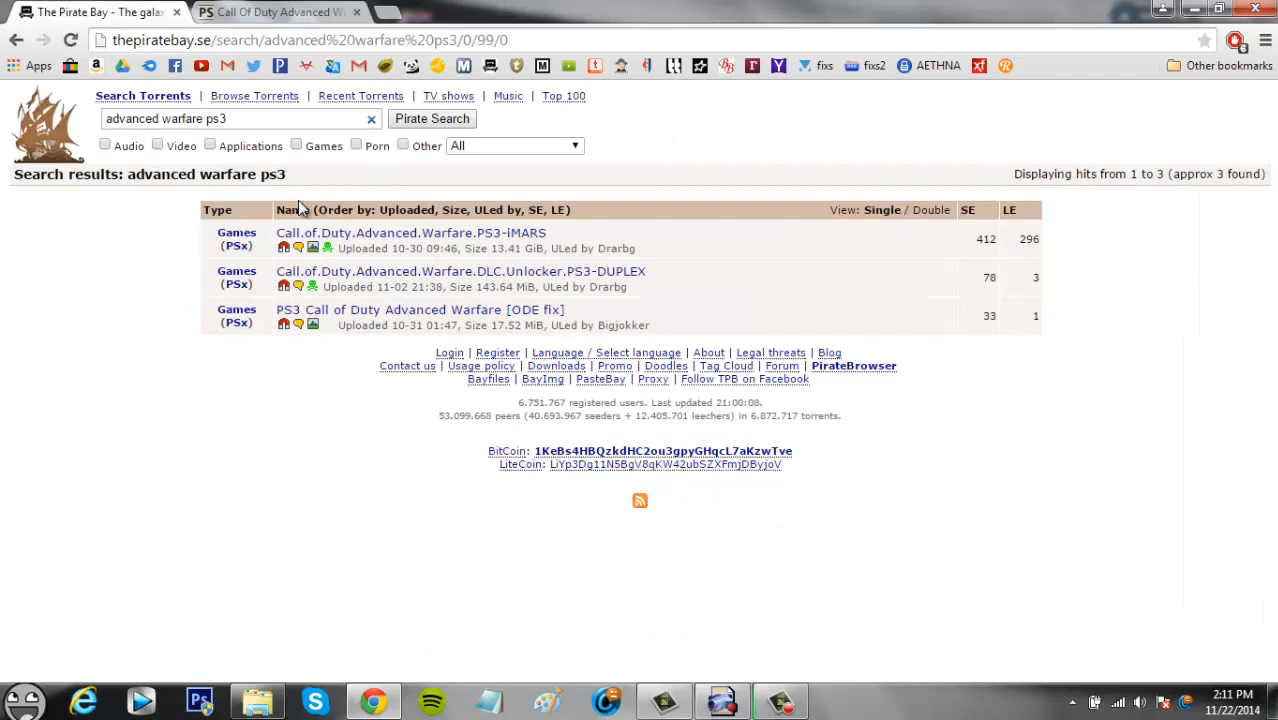 The Pirate Bay - The galax
PS Call Of Duty Advanced W
thepiratebay.se/search/advanced%20warfare%20ps3/0/99/0
Apps fixs fixs2 AETHNA Other bookmarks
Search Torrents | Browse Torrents | Recent Torrents | TV shows | Music | Top 100
advanced warfare ps3 Pirate Search
Audio Video Applications Games Porn Other All
Search results: advanced warfare ps3 Displaying hits from 1 to 3 (approx 3 found)
Type Name (Order by: Uploaded, Size, ULed by, SE, LE) View: Single / Double SE LE
Games Call.of.Duty.Advanced.Warfare.PS3-iMARS
(PSx) Uploaded 10-30 09:46, Size 13.41 GiB, ULed by Drarbg 412 296
Games Call.of.Duty.Advanced.Warfare.DLC.Unlocker.PS3-DUPLEX
(PSx) Uploaded 11-02 21:38, Size 143.64 MiB, ULed by Drarbg 78 3
Games PS3 Call of Duty Advanced Warfare [ODE fix]
(PSx) Uploaded 10-31 01:47, Size 17.52 MiB, ULed by Bigjokker 33 1
Login | Register | Language / Select language | About | Legal threats | Blog
Contact us | Usage policy | Downloads | Promo | Doodles | Tag Cloud | Forum | PirateBrowser
Bayfiles | BayImg | PasteBay | Proxy | Follow TPB on Facebook
6.751.767 registered users. Last updated 21:00:08.
53.099.668 peers (40.693.967 seeders + 12.405.701 leechers) in 6.872.717 torrents.
BitCoin: 1KeBs4HBQzkdHC2ou3gpyGHqcL7aKzwTve
LiteCoin: LiYp3Dg11N5BgV8qKW42ubSZXFmjDByjoV
2:11 PM
11/22/2014